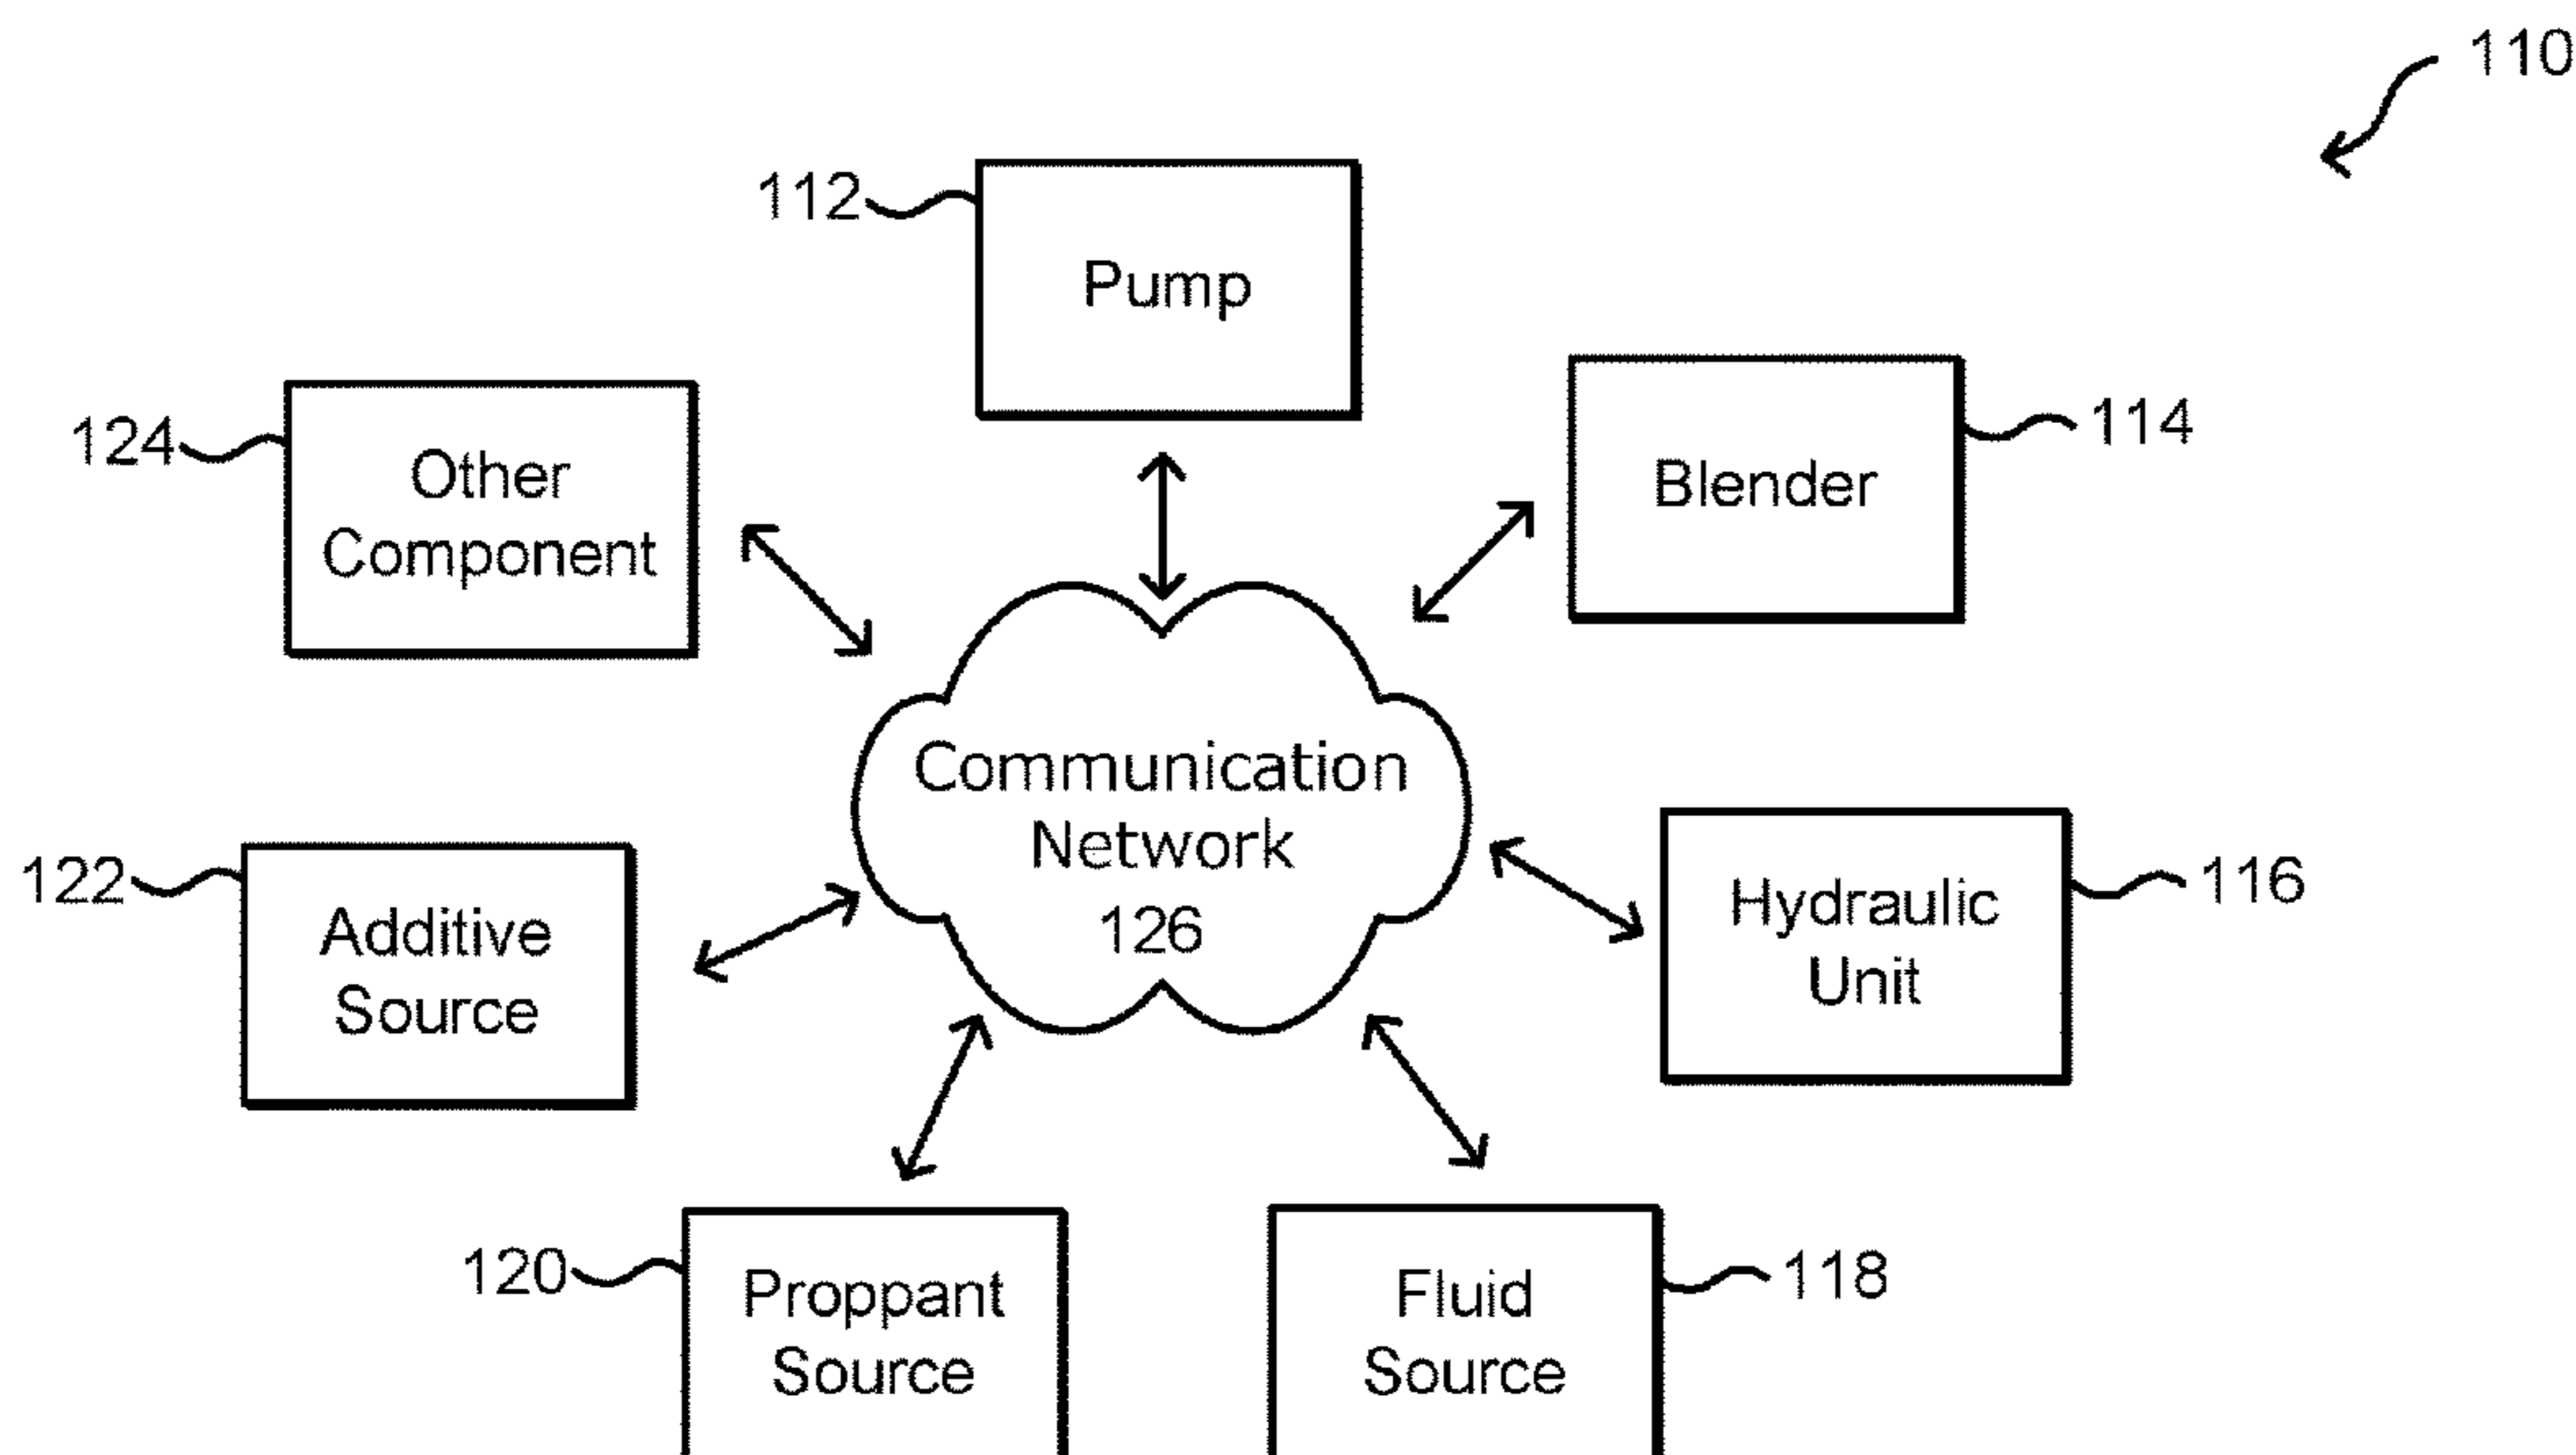 110
112
Pump
124
Other
Component
Blender
114
Communication
Network
126
122
Additive
Source
Hydraulic
Unit
116
120
Proppant
Source
Fluid
Source
118